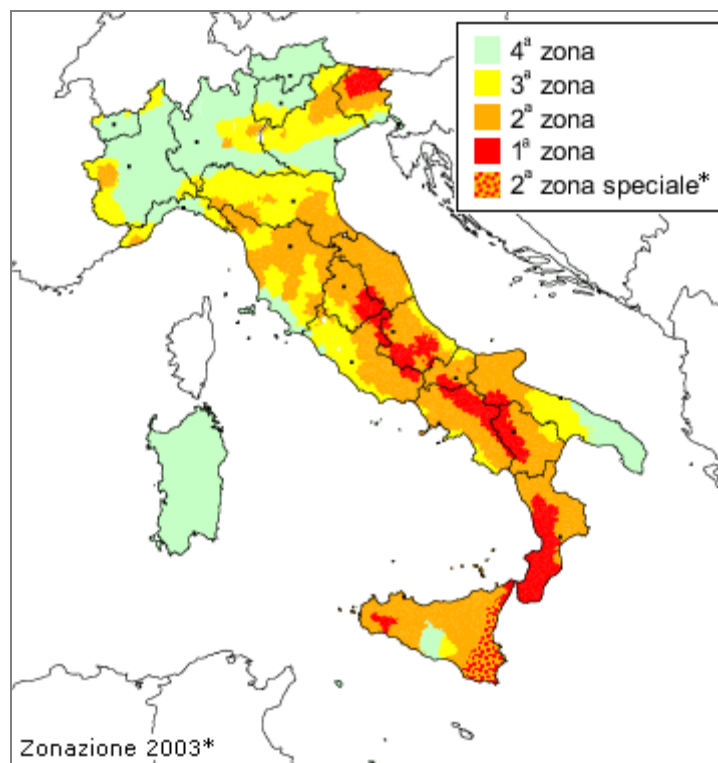 4ª zona
3ª zona
2ª zona
1ª zona
2ª zona speciale*
Zonazione 2003*